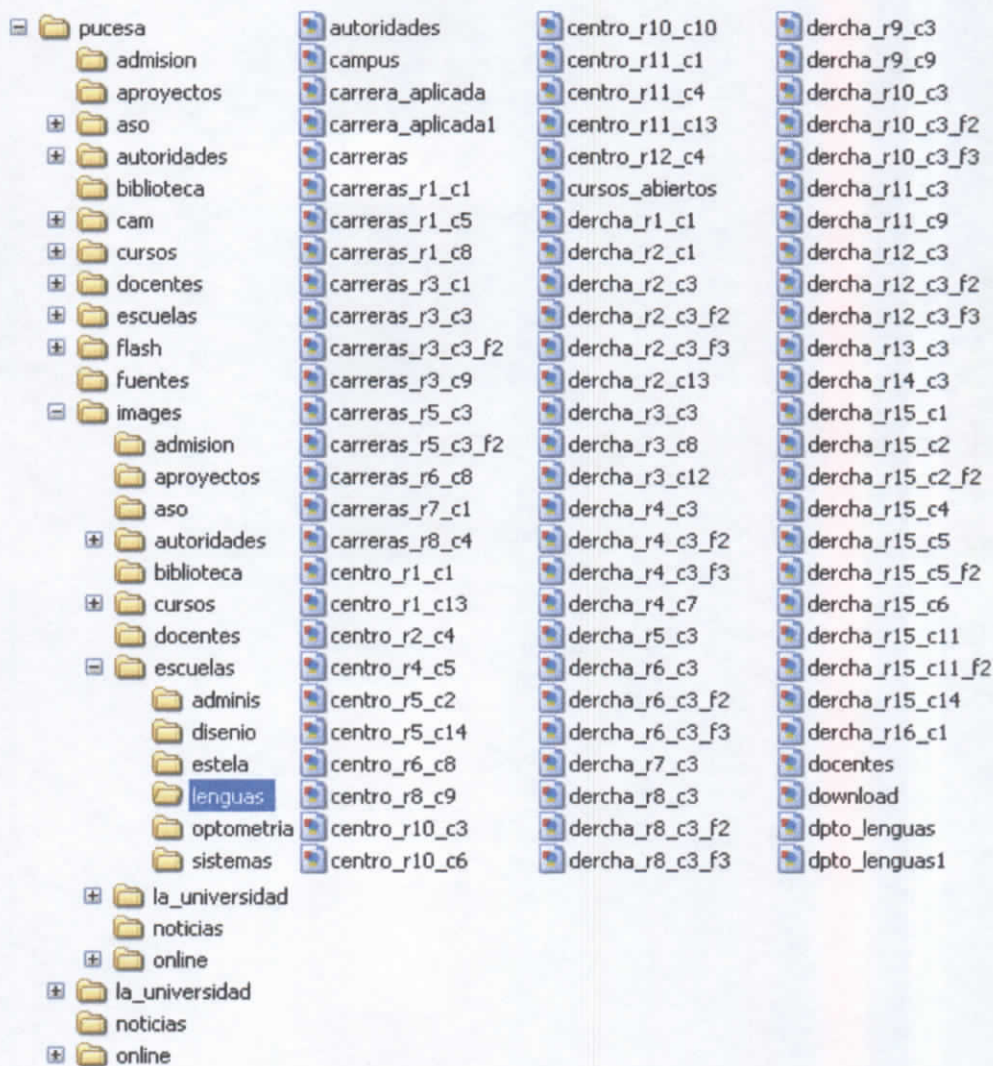 pucesa
admision
aproyectos
aso
autoridades
biblioteca
cam
cursos
docentes
escuelas
flash
fuentes
images
admision
aproyectos
aso
autoridades
biblioteca
cursos
docentes
escuelas
adminis
disenio
estela
lenguas
optometria
sistemas
la_universidad
noticias
online
la_universidad
noticias
online
autoridades
campus
carrera_aplicada
carrera_aplicada1
carreras
carreras_r1_c1
carreras_r1_c5
carreras_r1_c8
carreras_r3_c1
carreras_r3_c3
carreras_r3_c3_f2
carreras_r3_c9
carreras_r5_c3
carreras_r5_c3_f2
carreras_r6_c8
carreras_r7_c1
carreras_r8_c4
centro_r1_c1
centro_r1_c13
centro_r2_c4
centro_r4_c5
centro_r5_c2
centro_r5_c14
centro_r6_c8
centro_r8_c9
centro_r10_c3
centro_r10_c6
centro_r10_c10
centro_r11_c1
centro_r11_c4
centro_r11_c13
centro_r12_c4
cursos_abiertos
dercha_r1_c1
dercha_r2_c1
dercha_r2_c3
dercha_r2_c3_f2
dercha_r2_c3_f3
dercha_r2_c13
dercha_r3_c3
dercha_r3_c8
dercha_r3_c12
dercha_r4_c3
dercha_r4_c3_f2
dercha_r4_c3_f3
dercha_r4_c7
dercha_r5_c3
dercha_r6_c3
dercha_r6_c3_f2
dercha_r6_c3_f3
dercha_r7_c3
dercha_r8_c3
dercha_r8_c3_f2
dercha_r8_c3_f3
dercha_r9_c3
dercha_r9_c9
dercha_r10_c3
dercha_r10_c3_f2
dercha_r10_c3_f3
dercha_r11_c3
dercha_r11_c9
dercha_r12_c3
dercha_r12_c3_f2
dercha_r12_c3_f3
dercha_r13_c3
dercha_r14_c3
dercha_r15_c1
dercha_r15_c2
dercha_r15_c2_f2
dercha_r15_c4
dercha_r15_c5
dercha_r15_c5_f2
dercha_r15_c6
dercha_r15_c11
dercha_r15_c11_f2
dercha_r15_c14
dercha_r16_c1
docentes
download
dpto_lenguas
dpto_lenguas1